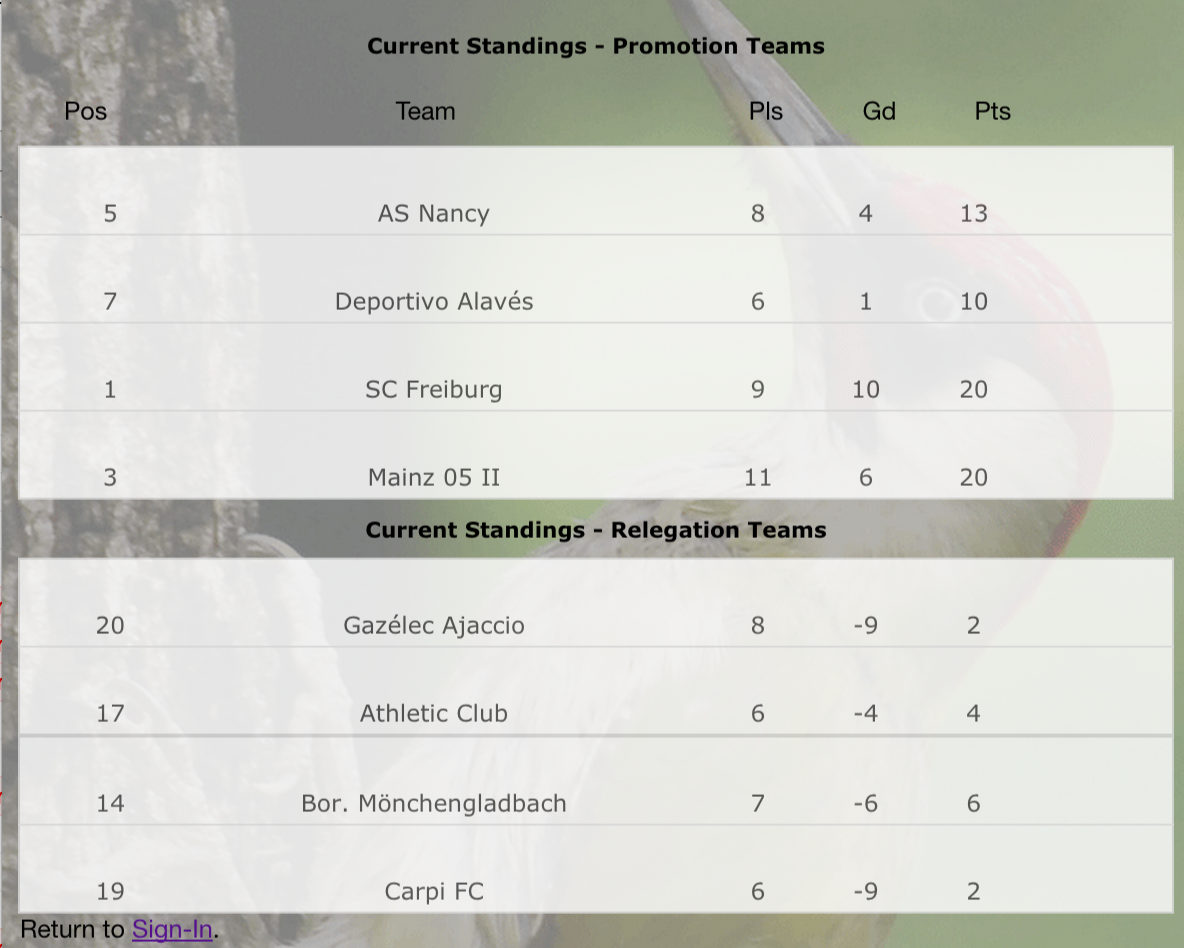 Current Standings - Promotion Teams
Pos Team Pls Gd Pts
5 AS Nancy 8 4 13
7 Deportivo Alavés 6 1 10
1 SC Freiburg 9 10 20
3 Mainz 05 II 11 6 20
Current Standings - Relegation Teams
20 Gazélec Ajaccio 8 -9 2
17 Athletic Club 6 -4 4
14 Bor. Mönchengladbach 7 -6 6
19 Carpi FC 6 -9 2
Return to Sign-In.